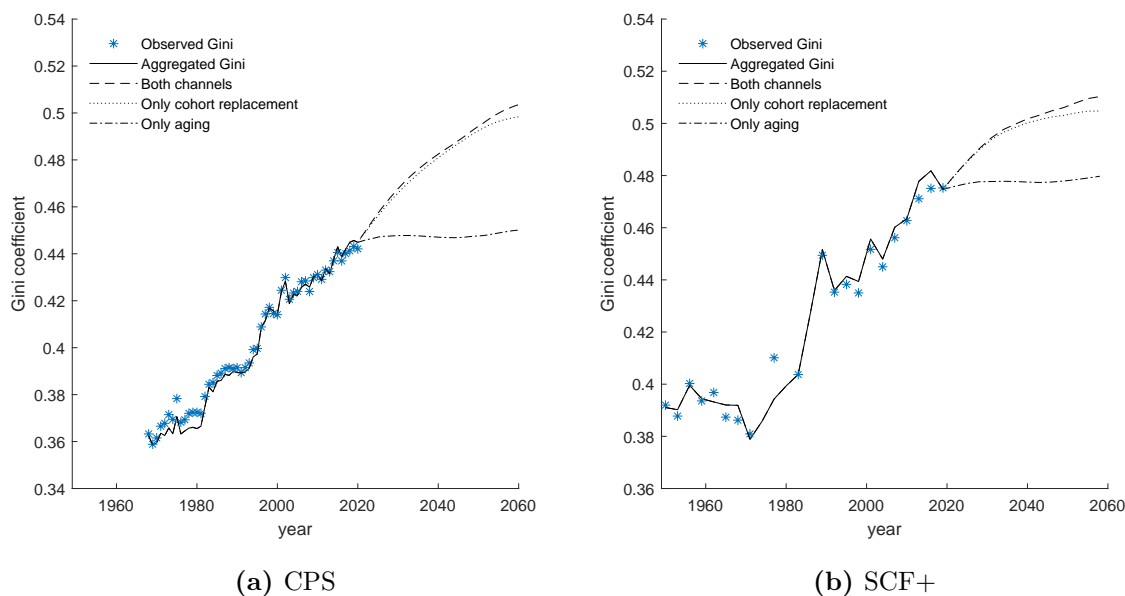 0.54
0.52
0.5
0.48
0.46
0.44
0.42
0.4
0.38
0.36
0.34
Gini coefficient
Observed Gini
Aggregated Gini
Both channels
Only cohort replacement
Only aging
1960 1980 2000 2020 2040 2060
year
(a) CPS
0.54
0.52
0.5
0.48
0.46
0.44
0.42
0.4
0.38
0.36
Gini coefficient
Observed Gini
Aggregated Gini
Both channels
Only cohort replacement
Only aging
1960 1980 2000 2020 2040 2060
year
(b) SCF+